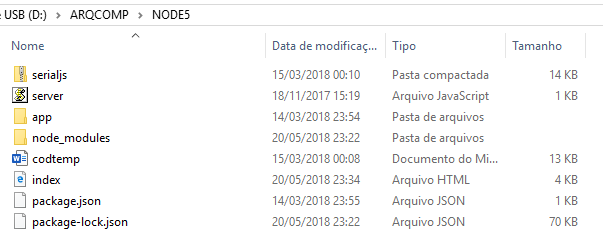 USB (D:) > ARQCOMP > NODE5
Nome Data de modificaç... Tipo Tamanho
serialjs 15/03/2018 00:10 Pasta compactada 14 KB
server 18/11/2017 15:19 Arquivo JavaScript 1 KB
app 14/03/2018 23:54 Pasta de arquivos
node_modules 20/05/2018 23:22 Pasta de arquivos
codtemp 15/03/2018 00:08 Documento do Mi... 13 KB
index 20/05/2018 23:34 Arquivo HTML 4 KB
package.json 14/03/2018 23:55 Arquivo JSON 1 KB
package-lock.json 20/05/2018 23:22 Arquivo JSON 70 KB